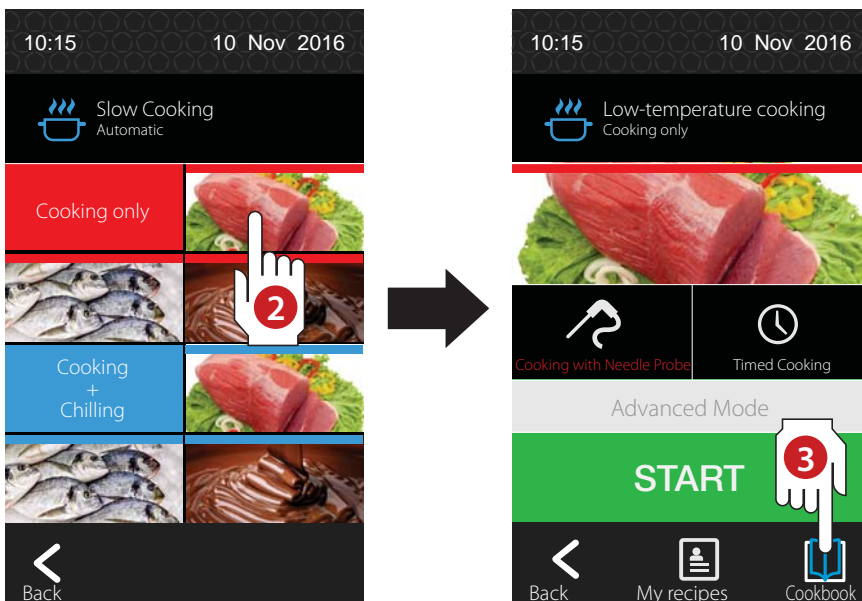 10:15 10 Nov 2016
Slow Cooking
Automatic
Cooking only
2
Cooking
+
Chilling
Back
10:15 10 Nov 2016
Low-temperature cooking
Cooking only
Cooking with Needle Probe
Timed Cooking
Advanced Mode
START
3
Back
My recipes
Cookbook